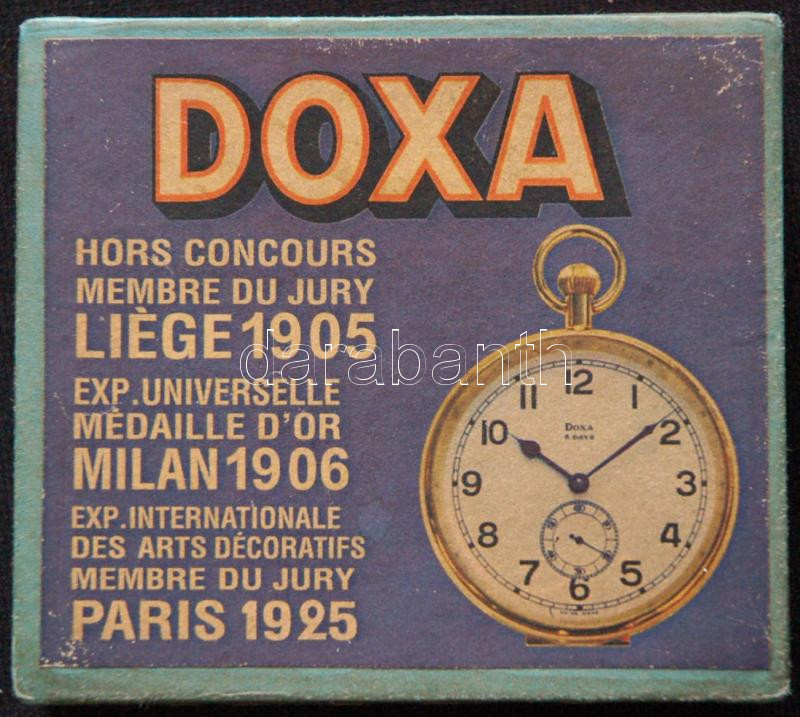 DOXA
HORS CONCOURS
MEMBRE DU JURY
LIÈGE 1905
EXP. UNIVERSELLE
MÉDAILLE D'OR
MILAN 1906
EXP. INTERNATIONALE
DES ARTS DÉCORATIFS
MEMBRE DU JURY
PARIS 1925
darabanth
12
11 1
DOXA
8 DAYS
10 2
9 3
8 4
7 5
6